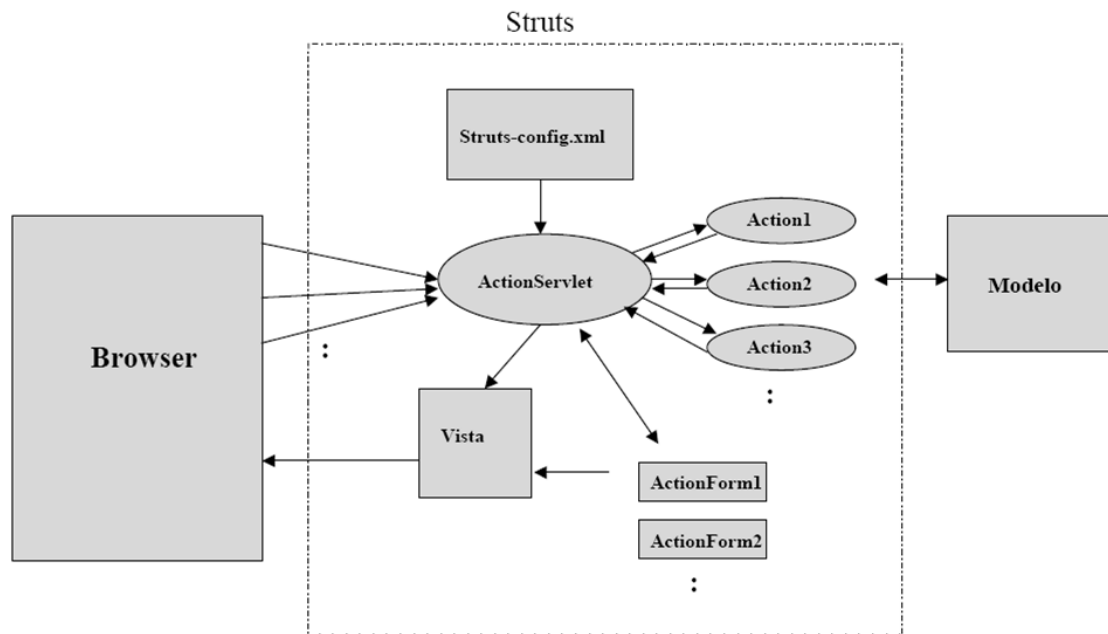 Struts
Struts-config.xml
Action1
ActionServlet
Action2
Modelo
Action3
Browser
:
:
Vista
ActionForm1
ActionForm2
: